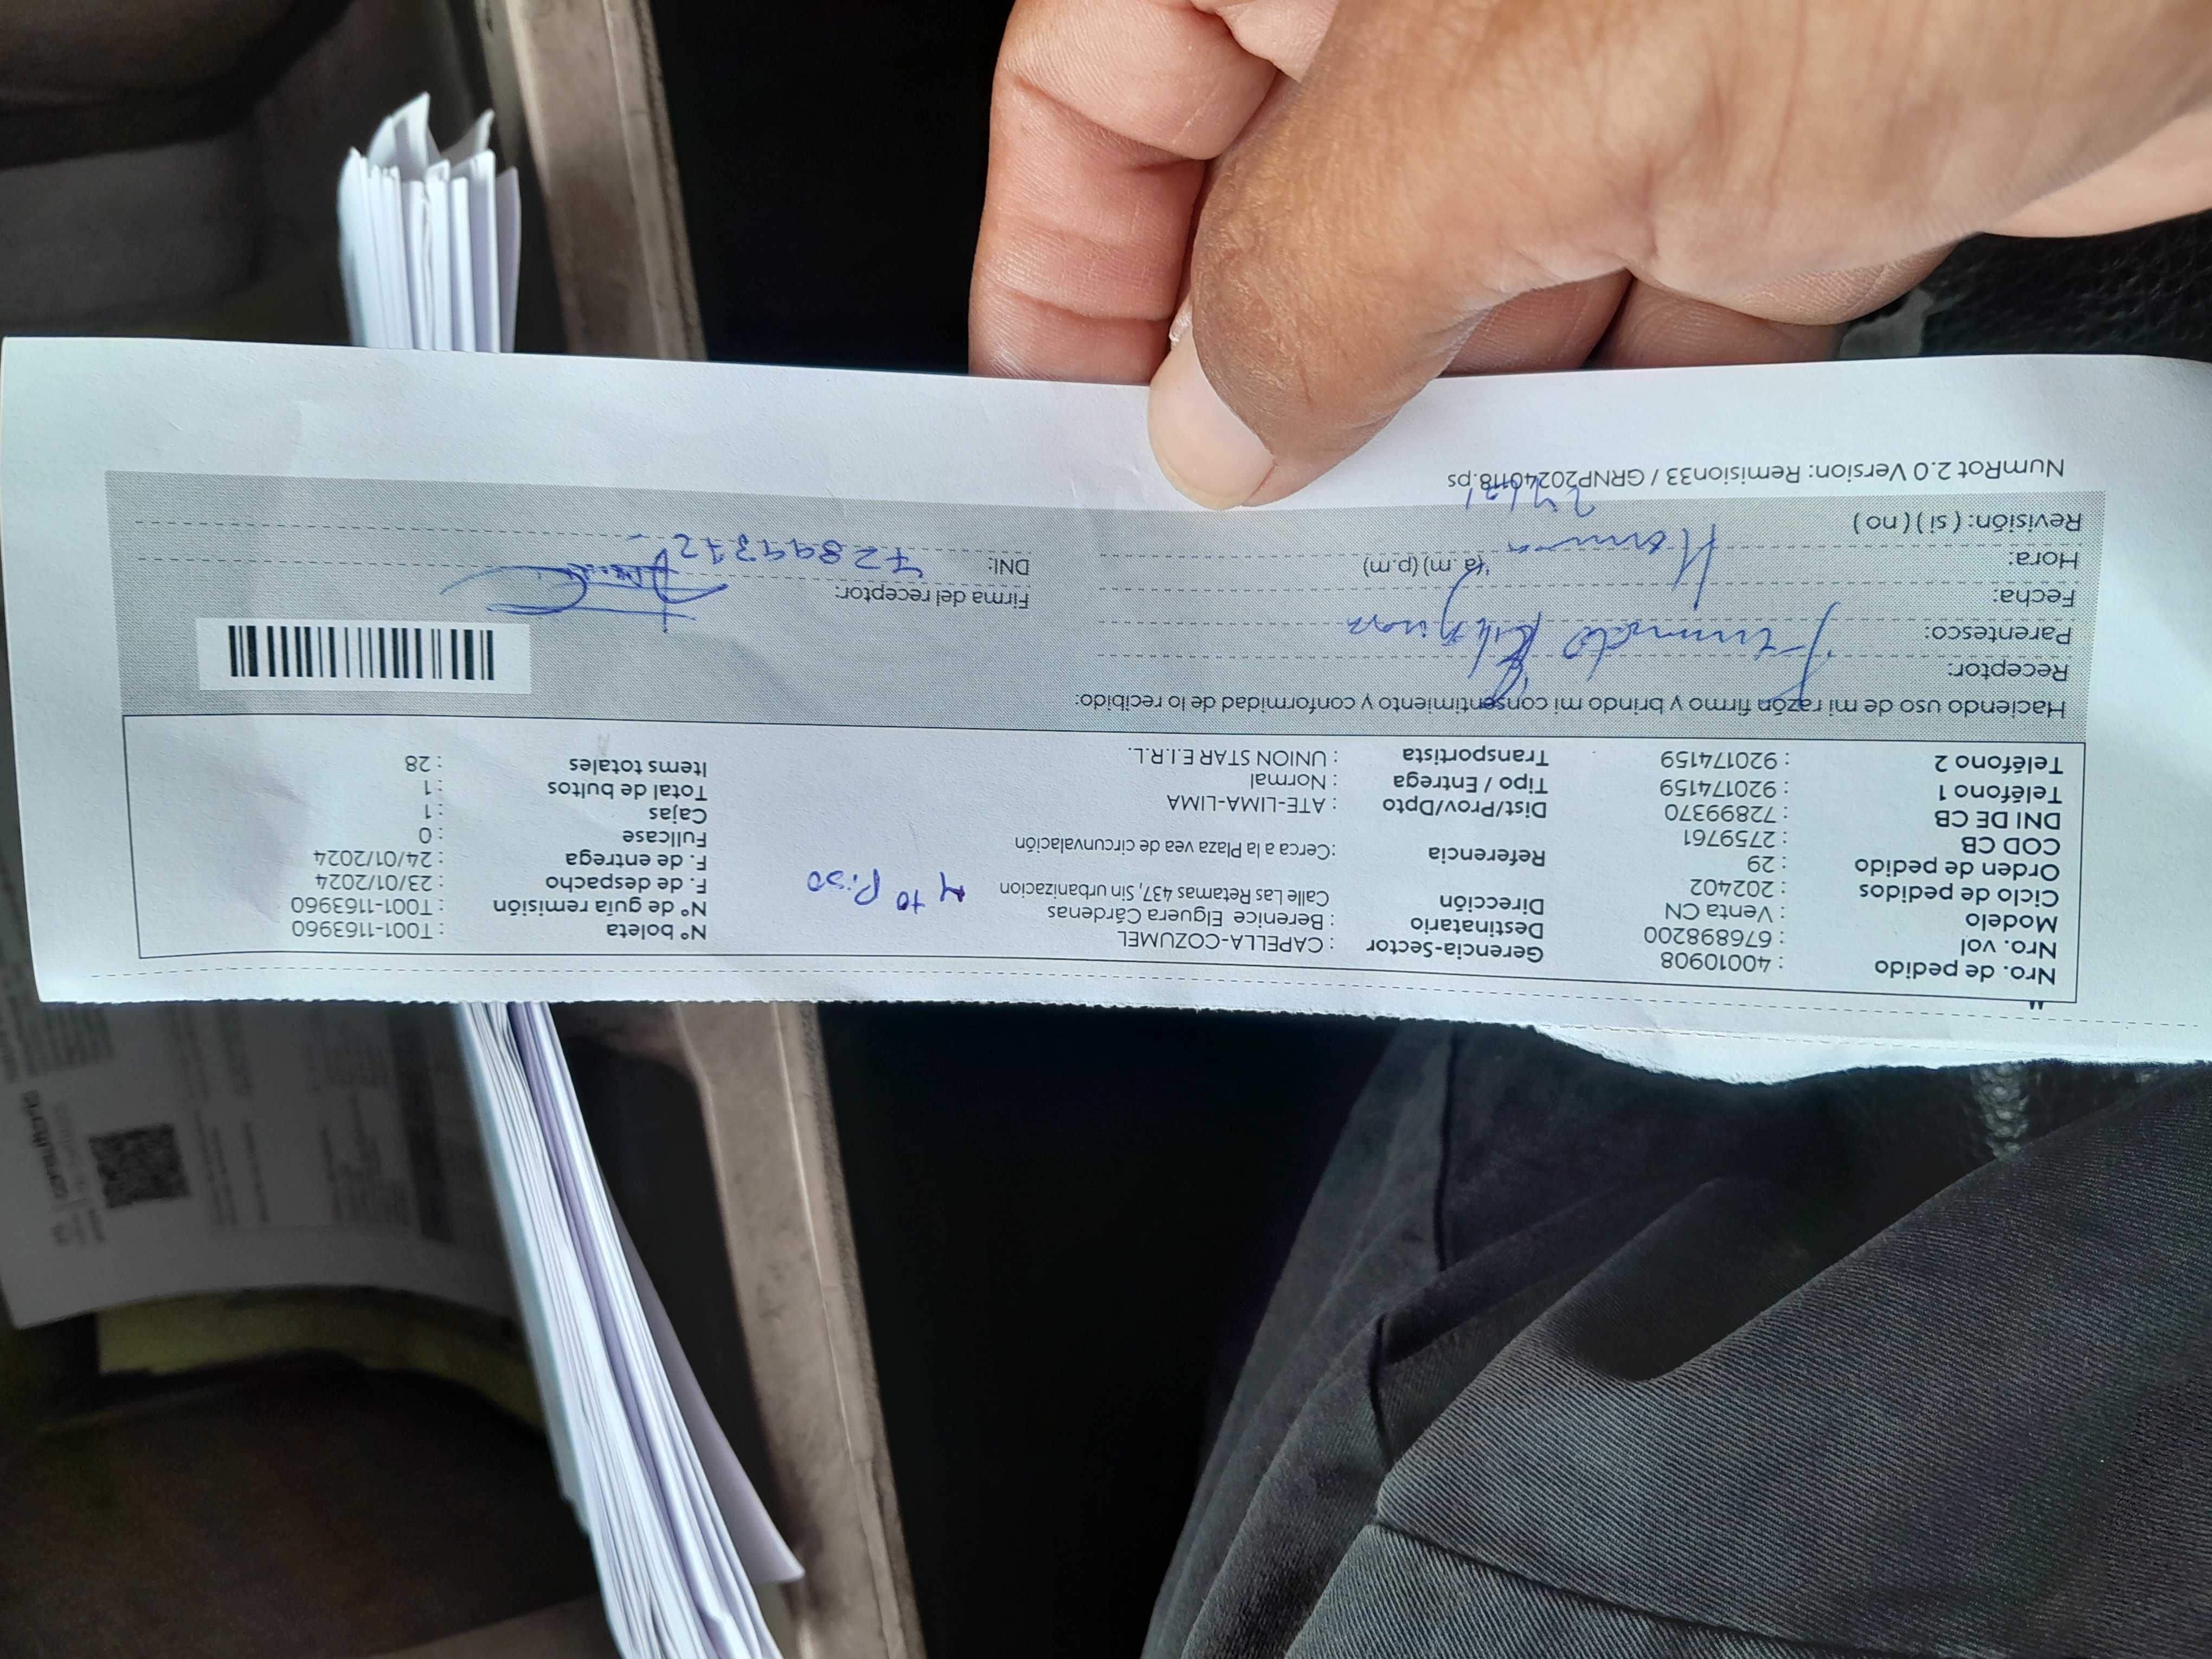 Nro. de pedido : 40010908
Nro. vol : 676898200
Modelo : Venta CN
Ciclo de pedidos : 202402
Orden de pedido : 29
COD CB : 2759761
DNI DE CB : 72899370
Teléfono 1 : 920174159
Teléfono 2 : 920174159
Gerencia-Sector : CAPELLA-COZUMEL
Destinatario : Berenice Elguera Cárdenas
Dirección Calle Las Retamas 437, Sin urbanizacion 4to Piso
Referencia :Cerca a la a Plaza vea de circunvalación
Dist/Prov/Dpto : ATE-LIMA-LIMA
Tipo / Entrega : Normal
Transportista : UNION STAR E.I.R.L.
N° boleta : T001-1163960
N° de guía remisión : T001-1163960
F. de despacho : 23/01/2024
F. de entrega : 24/01/2024
Fullcase : 0
Cajas : 1
Total de bultos : 1
Items totales : 28
Haciendo uso de mi razón firmo y brindo mi consentimiento y conformidad de lo recibido:
Receptor:
Parentesco:
Fecha:
Hora: (a.m) (p.m)
Revisión: ( si ) ( no )
Firma del receptor:
DNI: 72899372
NumRot 2.0 Version: Remision33 / GRNP20240118.ps